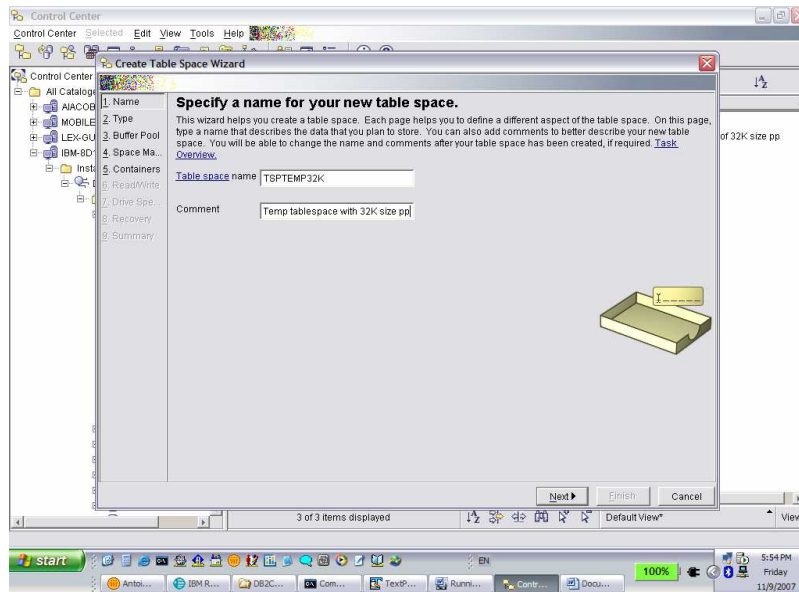 Control Center
Control Center Selected Edit View Tools Help
Create Table Space Wizard
Control Center
All Cataloge
AIACOB
MOBILE
LEX-GU
IBM-8D
Insta
1. Name
2. Type
3. Buffer Pool
4. Space Ma...
5. Containers
6. Read/Write
7. Drive Spe...
8. Recovery
9. Summary
Specify a name for your new table space.
This wizard helps you create a table space. Each page helps you to define a different aspect of the table space. On this page,
type a name that describes the data that you plan to store. You can also add comments to better describe your new table
space. You will be able to change the name and comments after your table space has been created, if required. Task
Overview.
Table space name TSPTEMP32K
Comment Temp tablespace with 32K size pp
of 32K size pp
Next Finish Cancel
3 of 3 items displayed
Default View*
View
start
EN
100%
5:54 PM
Friday
11/9/2007
Antoi...
IBM R...
DB2C...
Com...
TextP...
Runni...
Contr...
Docu...